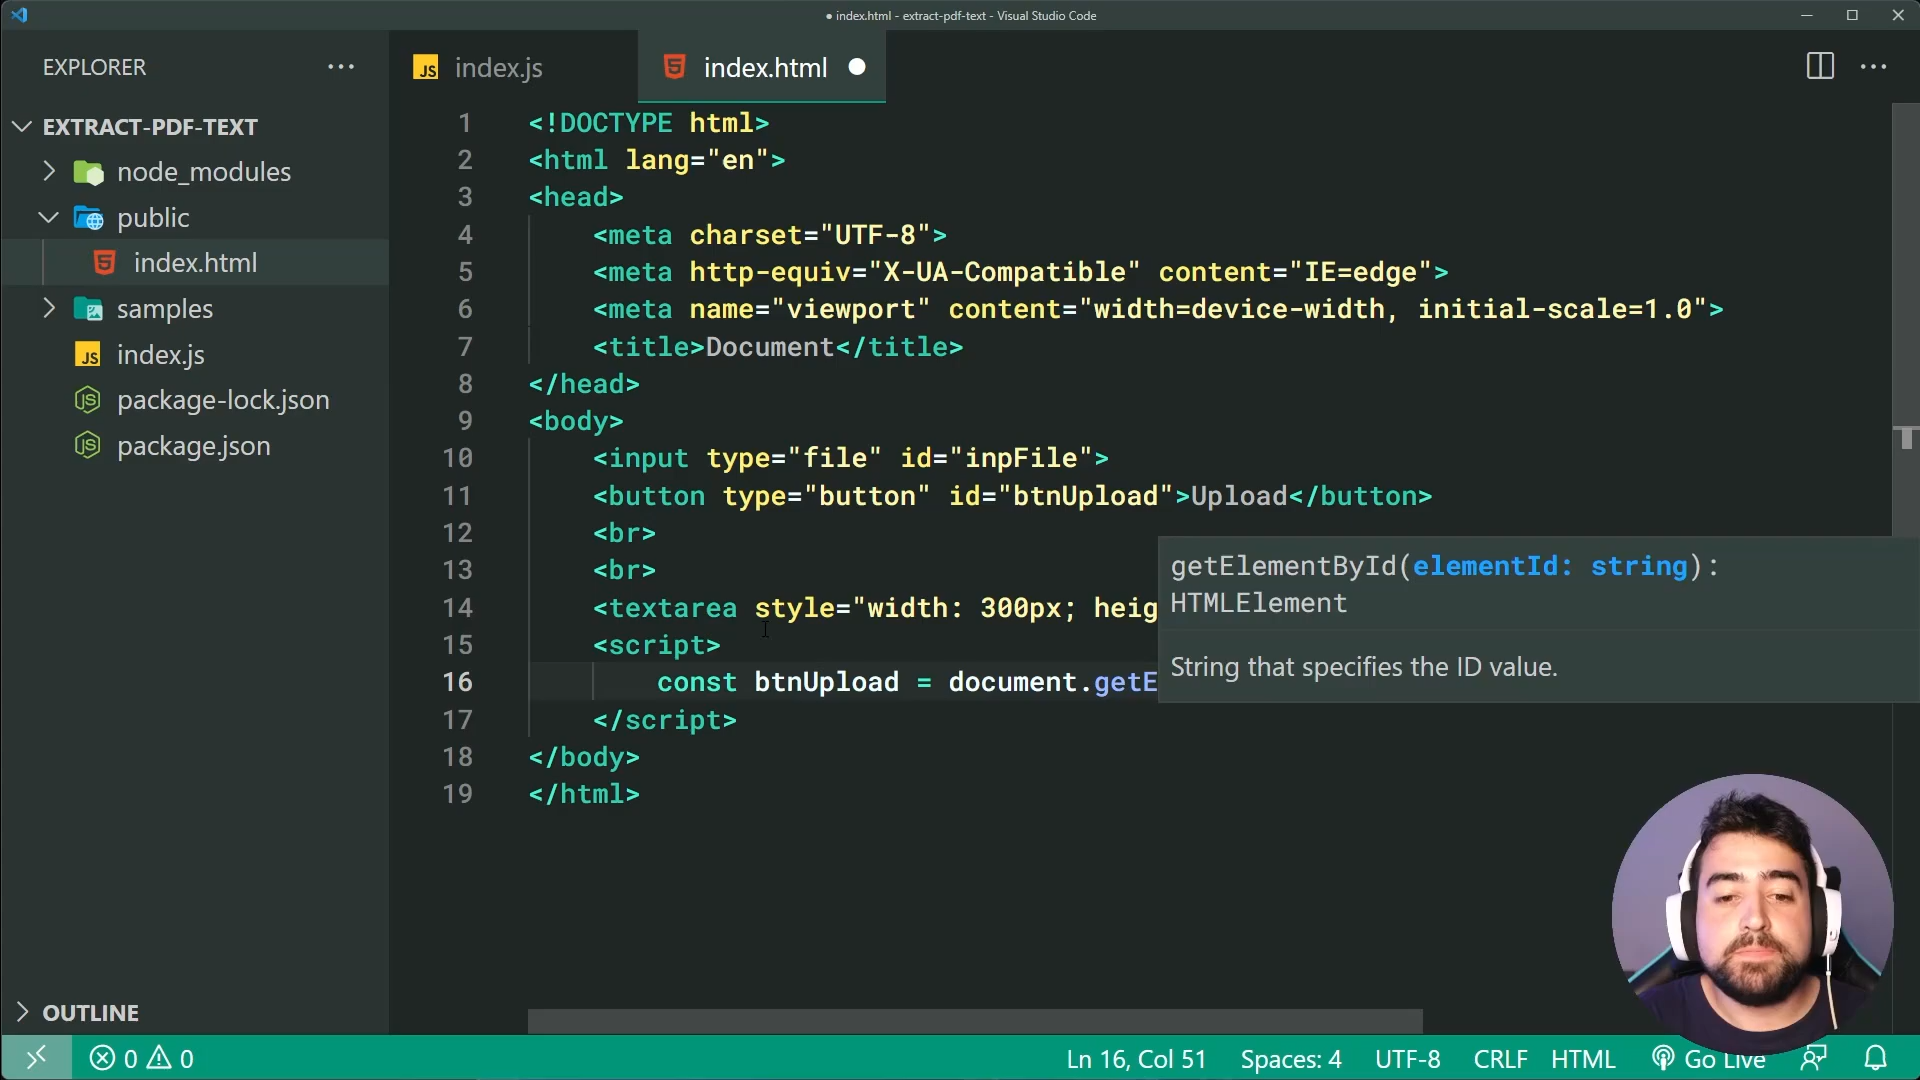 index.html - extract-pdf-text - Visual Studio Code
EXPLORER
EXTRACT-PDF-TEXT
node_modules
public
index.html
samples
JS index.js
package-lock.json
package.json
OUTLINE
JS index.js
index.html
1 <!DOCTYPE html>
2 <html lang="en">
3 <head>
4 <meta charset="UTF-8">
5 <meta http-equiv="X-UA-Compatible" content="IE=edge">
6 <meta name="viewport" content="width=device-width, initial-scale=1.0">
7 <title>Document</title>
8 </head>
9 <body>
10 <input type="file" id="inpFile">
11 <button type="button" id="btnUpload">Upload</button>
12 <br>
13 <br>
14 <textarea style="width: 300px; heig
15 <script>
16 const btnUpload = document.getE
17 </script>
18 </body>
19 </html>
getElementById(elementId: string):
HTMLElement
String that specifies the ID value.
0 0
Ln 16, Col 51 Spaces: 4 UTF-8 CRLF HTML Go Live